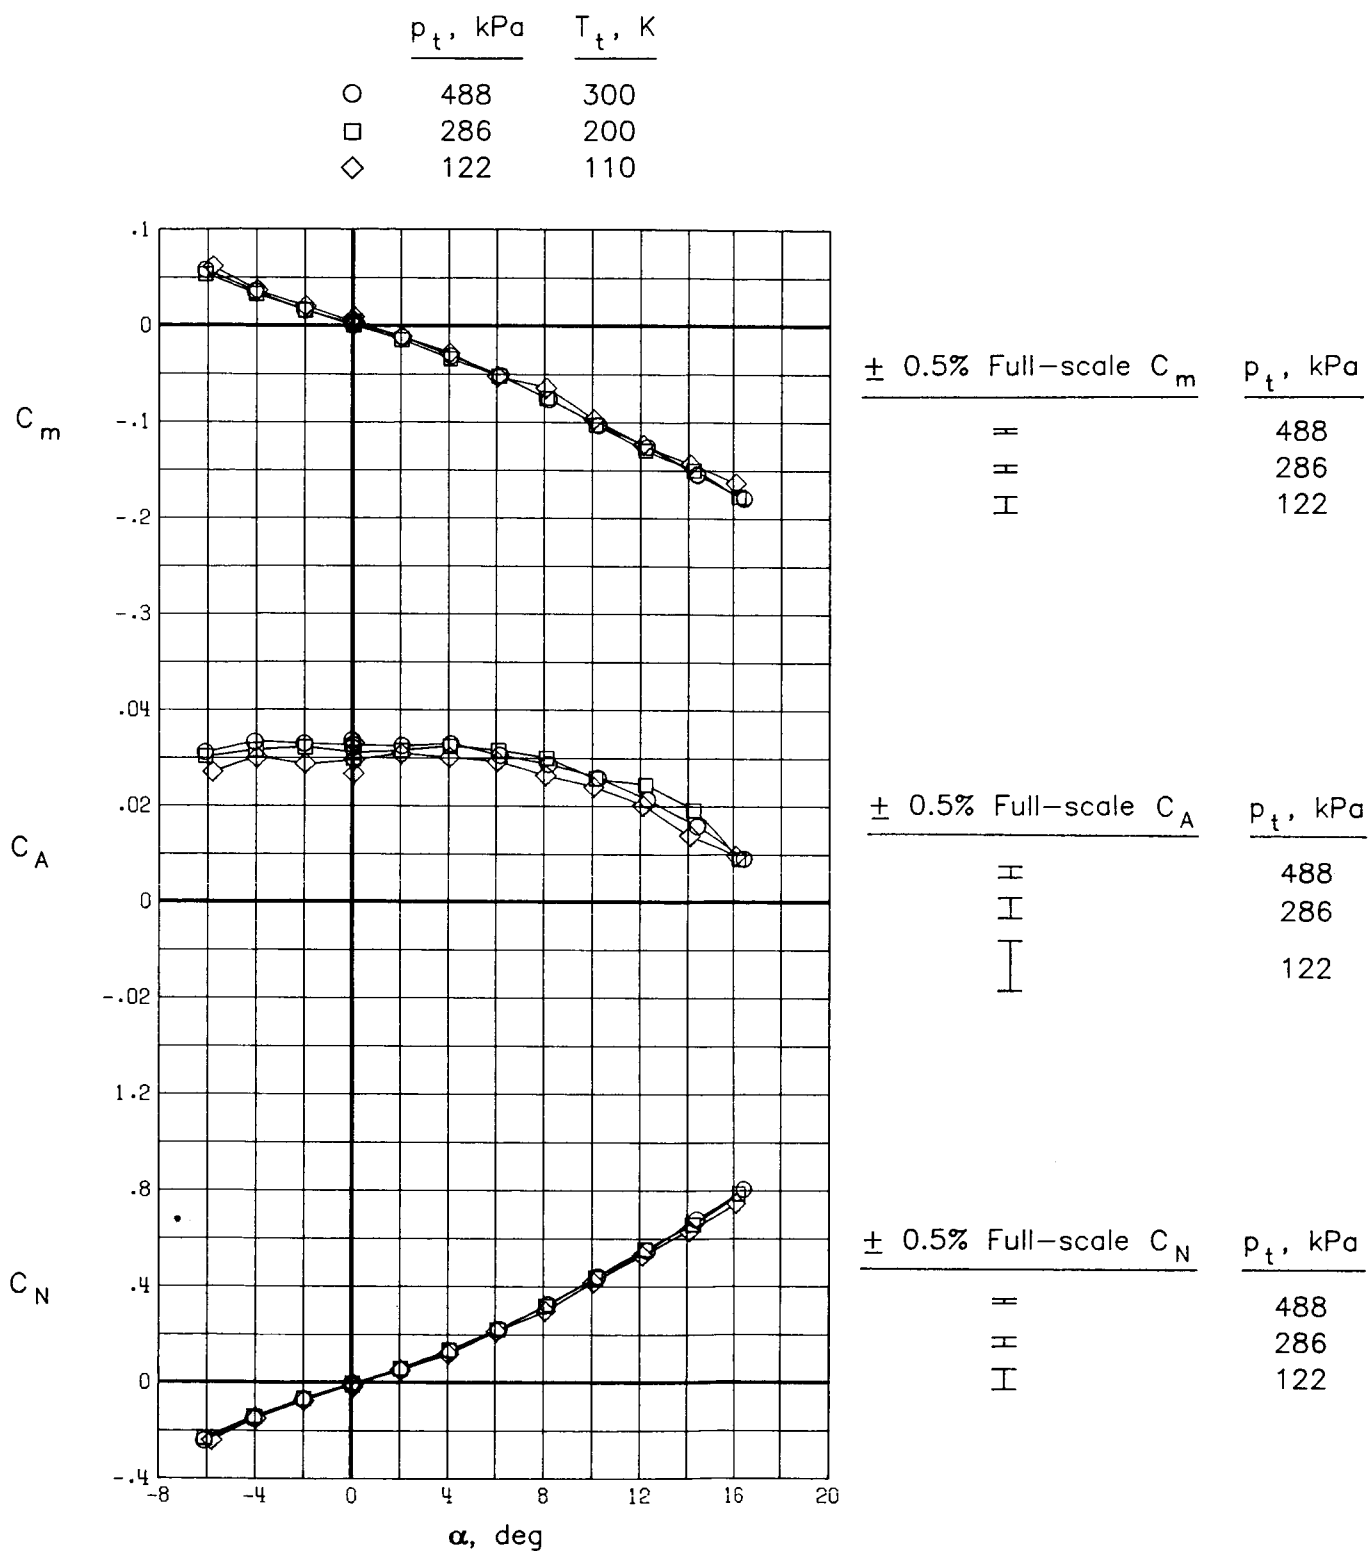 p_t, kPa T_t, K
488 300
286 200
122 110
.1
0
-.1
-.2
-.3
C_m
± 0.5% Full-scale C_m p_t, kPa
488
286
122
.04
.02
0
-.02
C_A
± 0.5% Full-scale C_A p_t, kPa
488
286
122
1.2
.8
.4
0
-.4
C_N
± 0.5% Full-scale C_N p_t, kPa
488
286
122
-8 -4 0 4 8 12 16 20
α, deg